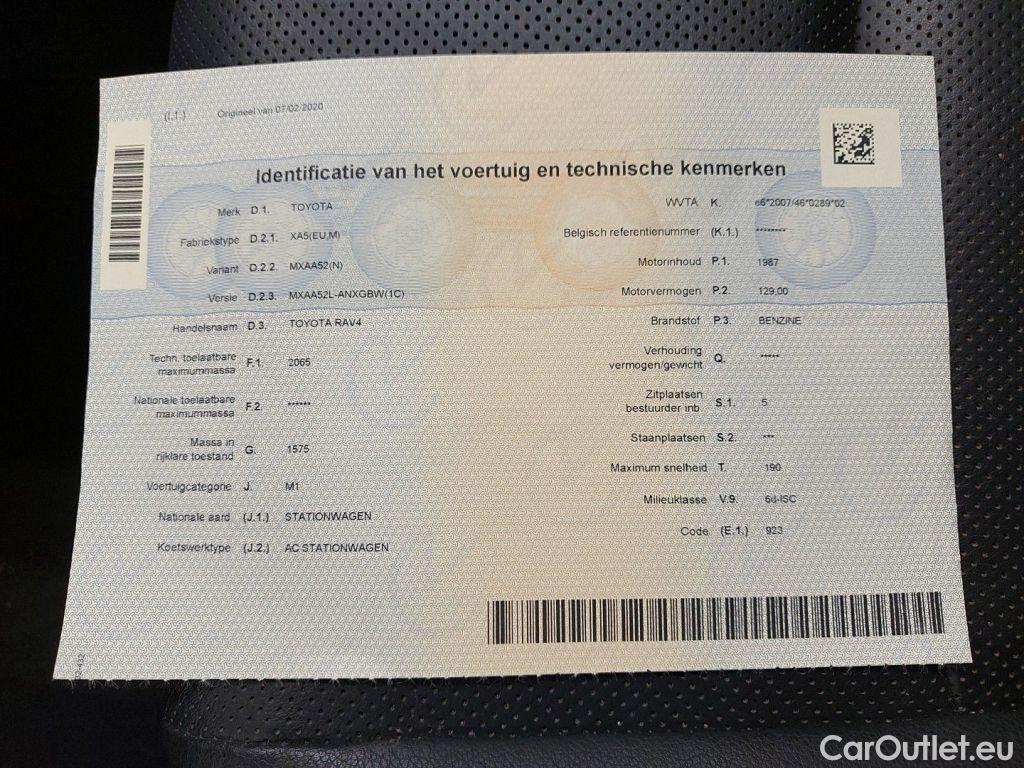 (I.1.) Origineel van 07/02/2020
Identificatie van het voertuig en technische kenmerken
Merk D.1. TOYOTA
Fabriekstype D.2.1. XA5(EU,M)
Variant D.2.2. MXAA52(N)
Versie D.2.3. MXAA52L-ANXGBW(1C)
Handelsnaam D.3. TOYOTA RAV4
Techn. toelaatbare
maximummassa F.1. 2065
Nationale toelaatbare
maximummassa F.2. ******
Massa in
rijklare toestand G. 1575
Voertuigcategorie J. M1
Nationale aard (J.1.) STATIONWAGEN
Koetswerktype (J.2.) AC STATIONWAGEN
WVTA K. e6*2007/46*0289*02
Belgisch referentienummer (K.1.) ********
Motorinhoud P.1. 1987
Motorvermogen P.2. 129,00
Brandstof P.3. BENZINE
Verhouding
vermogen/gewicht Q. *****
Zitplaatsen
bestuurder inb. S.1. 5
Staanplaatsen S.2. ***
Maximum snelheid T. 190
Milieuklasse V.9. 6d-ISC
Code (E.1.) 923
CarOutlet.eu